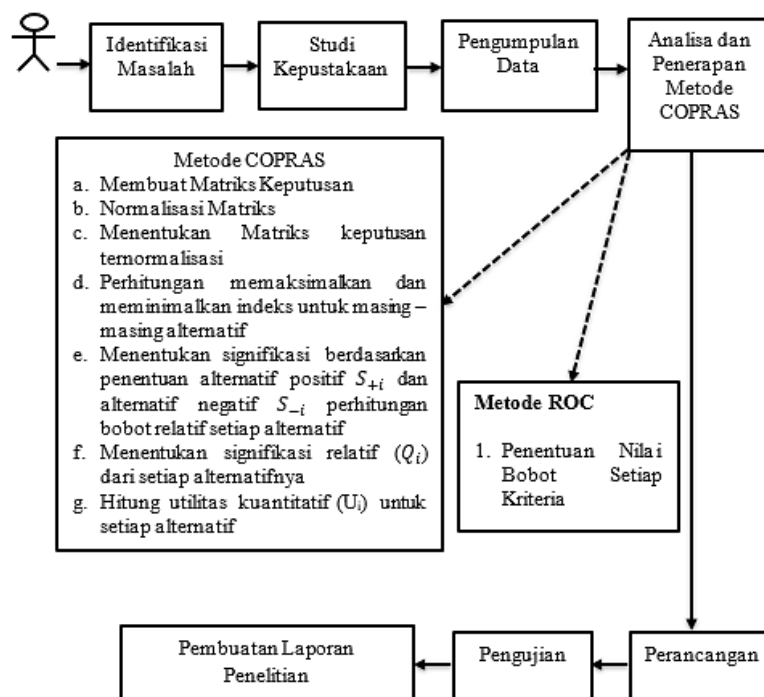 Identifikasi
Masalah
Studi
Kepustakaan
Pengumpulan
Data
Analisa dan
Penerapan
Metode
COPRAS
Metode COPRAS
a. Membuat Matriks Keputusan
b. Normalisasi Matriks
c. Menentukan Matriks keputusan
ternormalisasi
d. Perhitungan memaksimalkan dan
meminimalkan indeks untuk masing –
masing alternatif
e. Menentukan signifikasi berdasarkan
penentuan alternatif positif S₊ᵢ dan
alternatif negatif S₋ᵢ perhitungan
bobot relatif setiap alternatif
f. Menentukan signifikasi relatif (Qᵢ)
dari setiap alternatifnya
g. Hitung utilitas kuantitatif (Uᵢ) untuk
setiap alternatif
Metode ROC
1. Penentuan Nilai
Bobot Setiap
Kriteria
Perancangan
Pengujian
Pembuatan Laporan
Penelitian